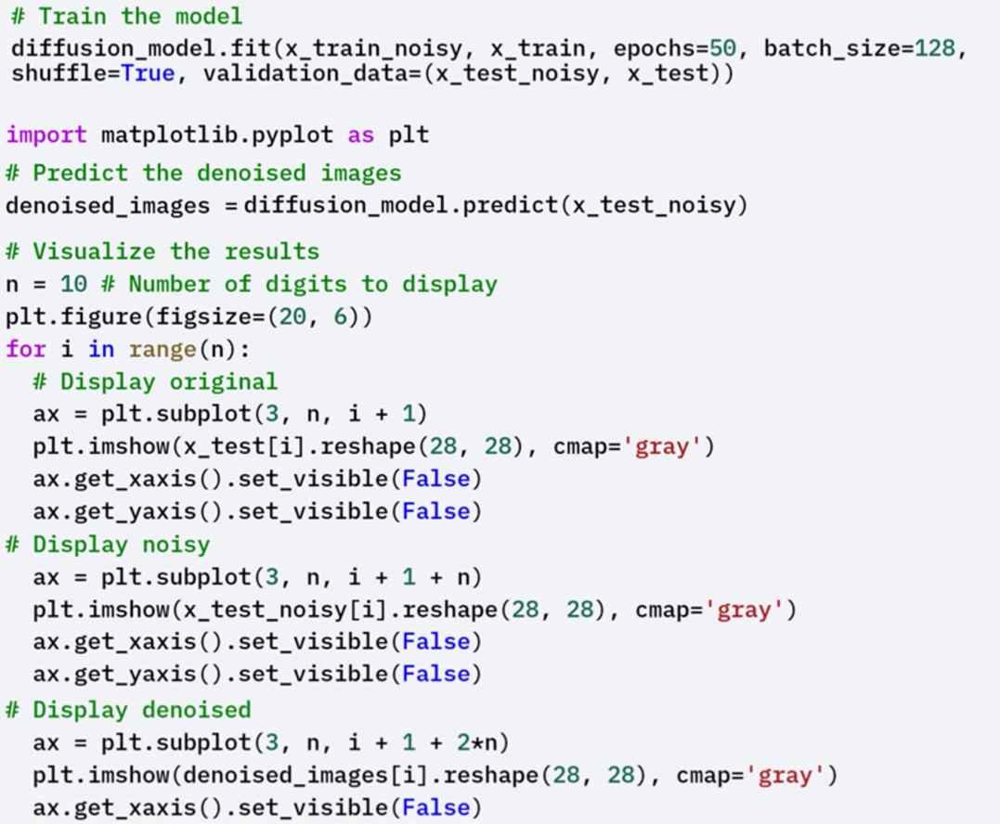 # Train the model
diffusion_model.fit(x_train_noisy, x_train, epochs=50, batch_size=128,
shuffle=True, validation_data=(x_test_noisy, x_test))
import matplotlib.pyplot as plt
# Predict the denoised images
denoised_images = diffusion_model.predict(x_test_noisy)
# Visualize the results
n = 10 # Number of digits to display
plt.figure(figsize=(20, 6))
for i in range(n):
  # Display original
  ax = plt.subplot(3, n, i + 1)
  plt.imshow(x_test[i].reshape(28, 28), cmap='gray')
  ax.get_xaxis().set_visible(False)
  ax.get_yaxis().set_visible(False)
# Display noisy
  ax = plt.subplot(3, n, i + 1 + n)
  plt.imshow(x_test_noisy[i].reshape(28, 28), cmap='gray')
  ax.get_xaxis().set_visible(False)
  ax.get_yaxis().set_visible(False)
# Display denoised
  ax = plt.subplot(3, n, i + 1 + 2*n)
  plt.imshow(denoised_images[i].reshape(28, 28), cmap='gray')
  ax.get_xaxis().set_visible(False)